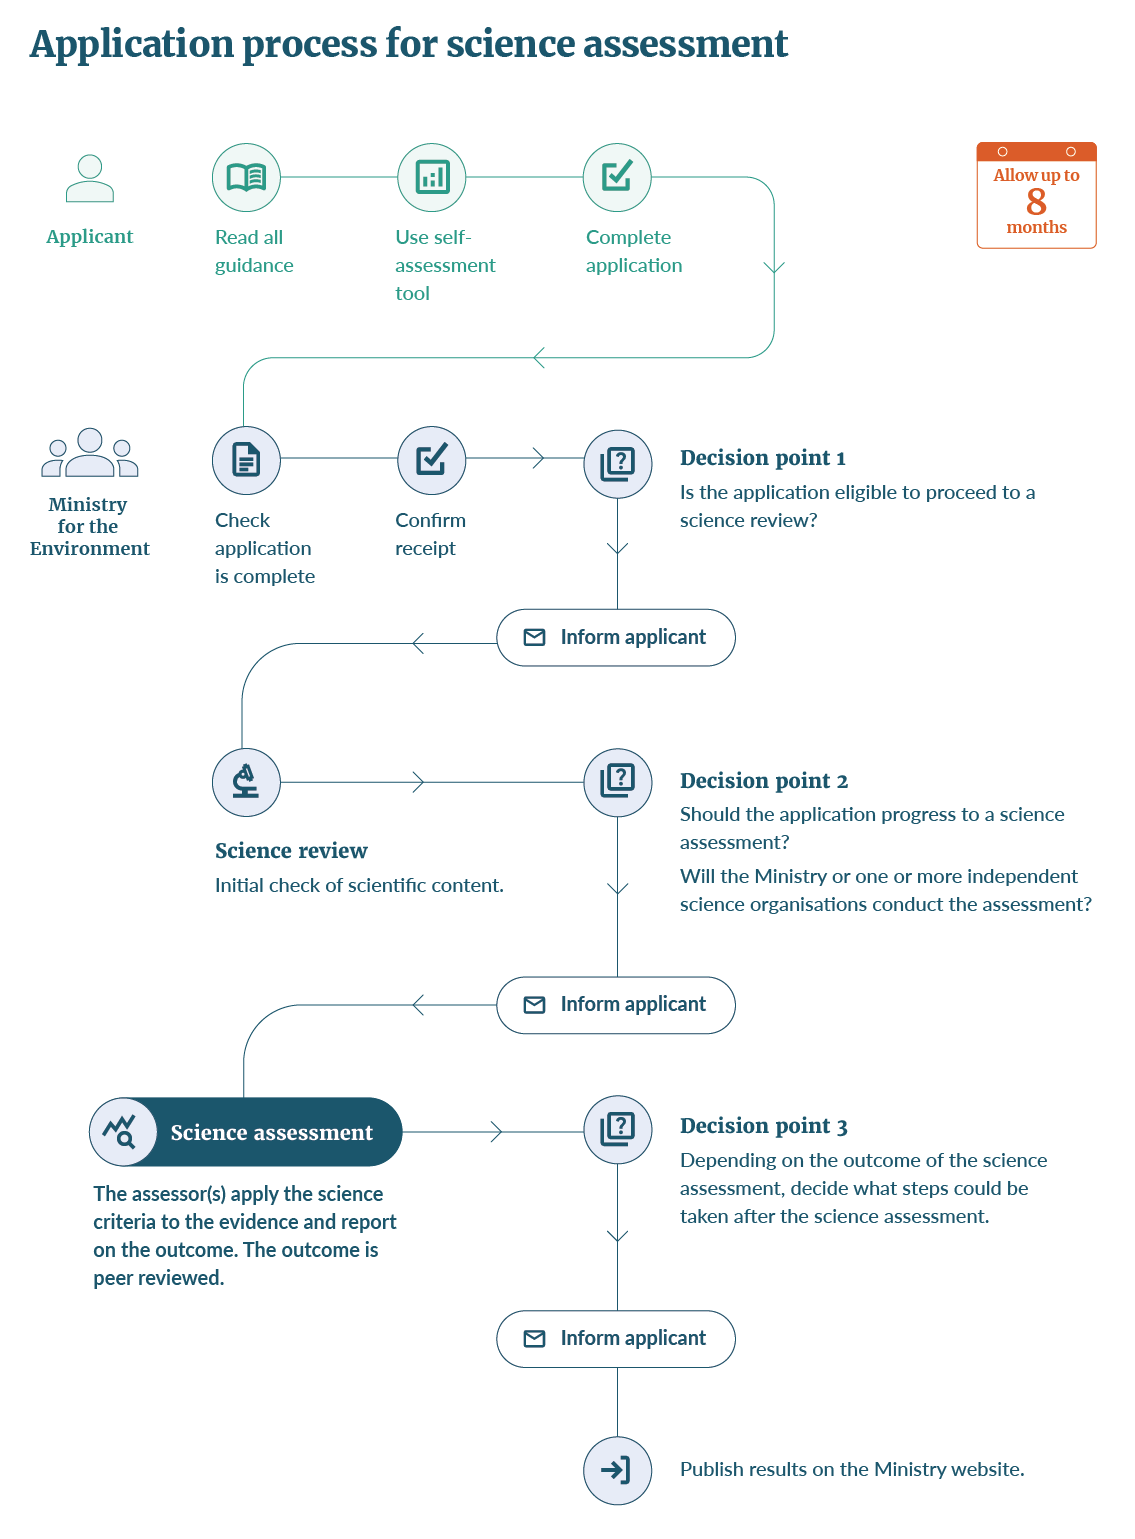 Application process for science assessment
Allow up to
8
months
Applicant
Read all
guidance
Use self-
assessment
tool
Complete
application
Ministry
for the
Environment
Check
application
is complete
Confirm
receipt
Decision point 1
Is the application eligible to proceed to a
science review?
Inform applicant
Science review
Initial check of scientific content.
Decision point 2
Should the application progress to a science
assessment?
Will the Ministry or one or more independent
science organisations conduct the assessment?
Inform applicant
Science assessment
The assessor(s) apply the science
criteria to the evidence and report
on the outcome. The outcome is
peer reviewed.
Decision point 3
Depending on the outcome of the science
assessment, decide what steps could be
taken after the science assessment.
Inform applicant
Publish results on the Ministry website.